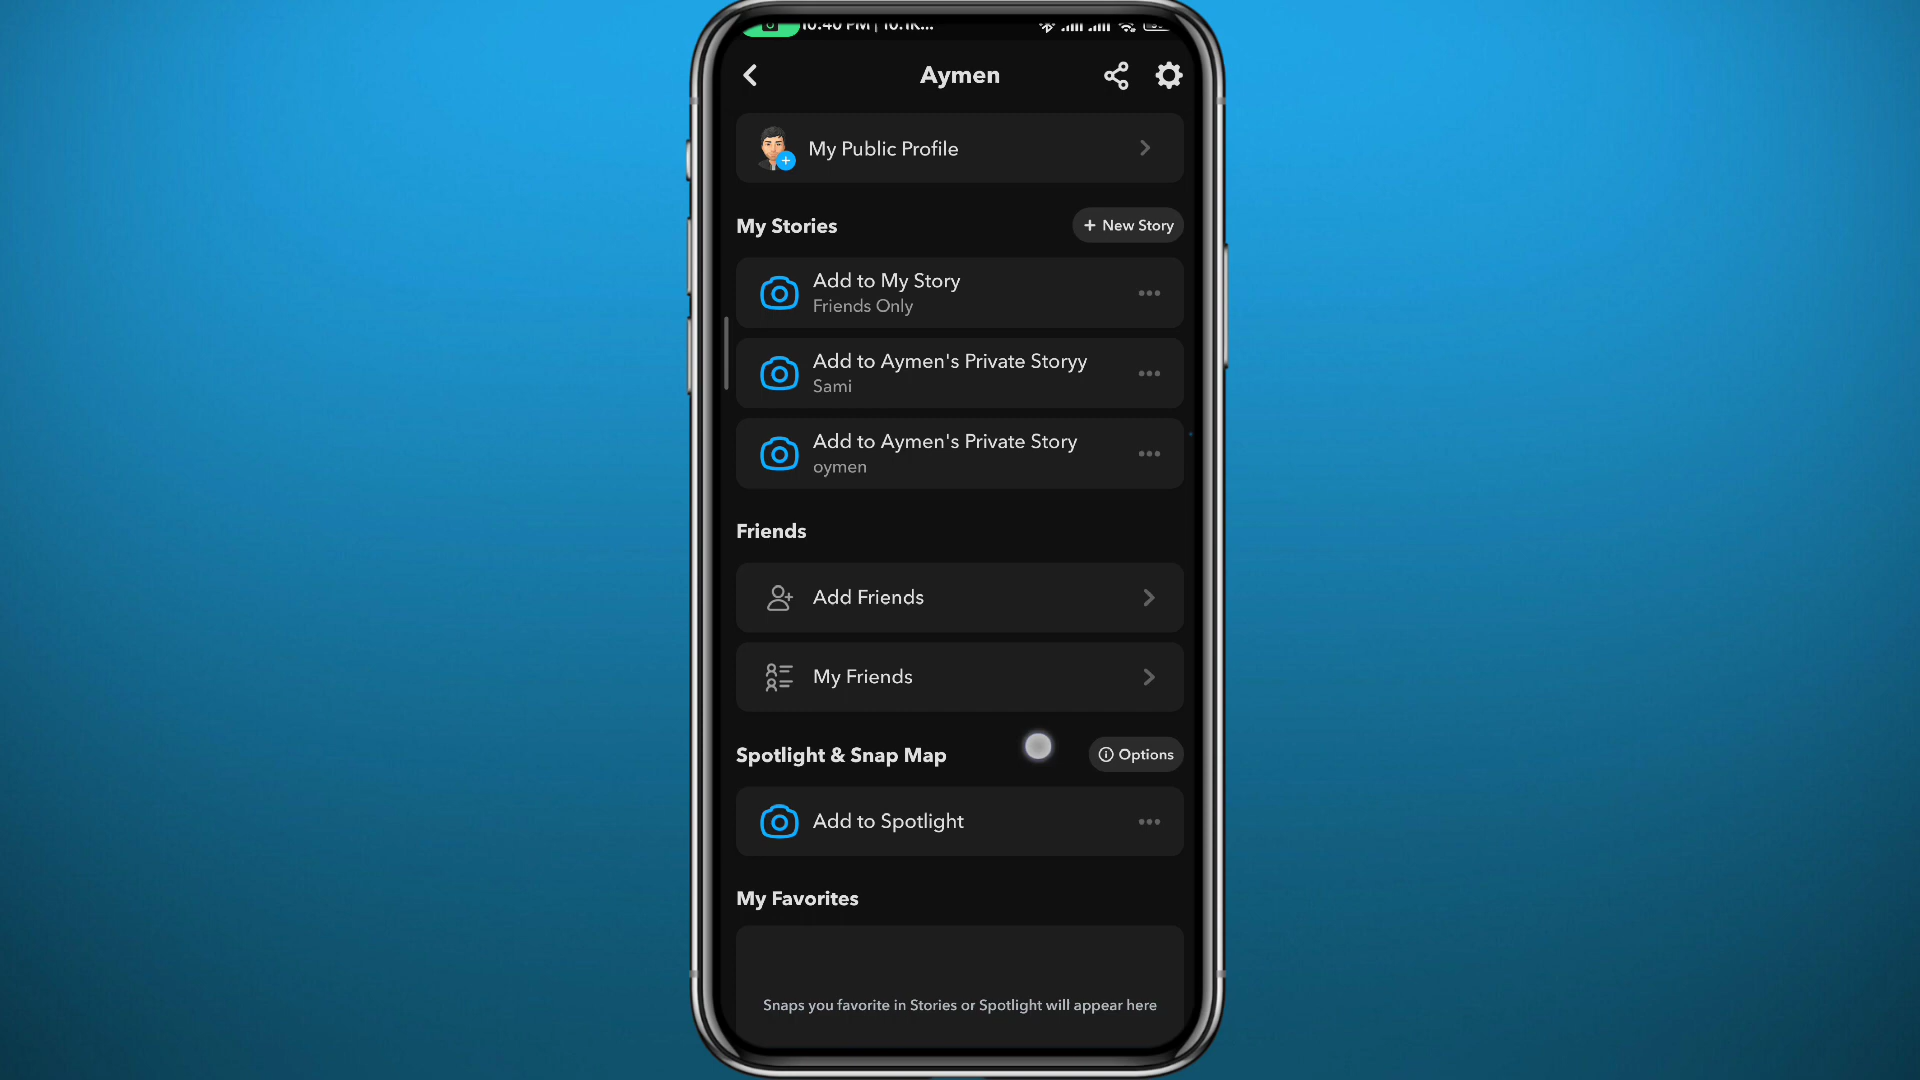 Aymen
My Public Profile
My Stories
+ New Story
Add to My Story
Friends Only
Add to Aymen's Private Storyy
Sami
Add to Aymen's Private Story
oymen
Friends
Add Friends
My Friends
Spotlight & Snap Map
Options
Add to Spotlight
My Favorites
Snaps you favorite in Stories or Spotlight will appear here